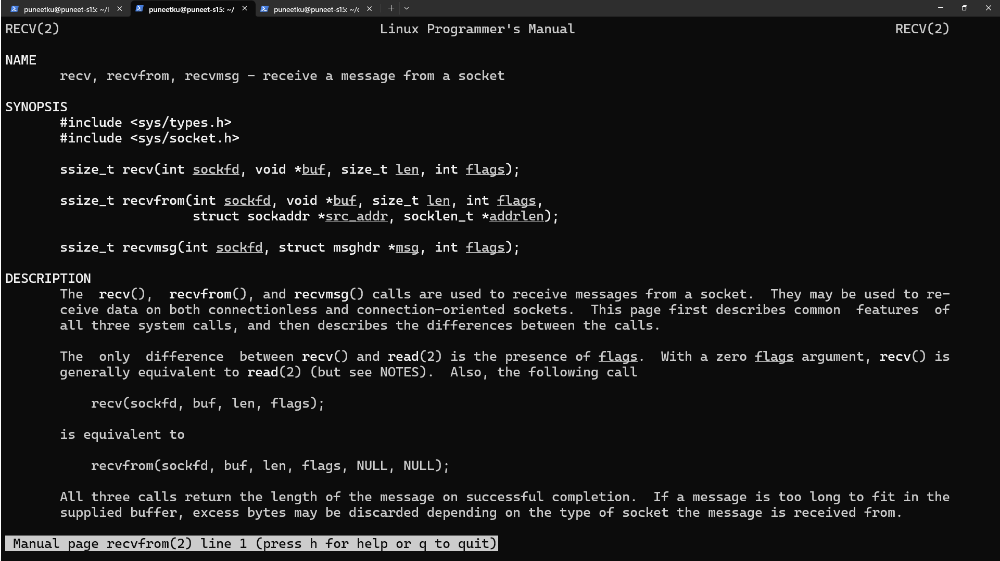 puneetku@puneet-s15: ~/l
puneetku@puneet-s15: ~/
puneetku@puneet-s15: ~/c
RECV(2) Linux Programmer's Manual RECV(2)
NAME
recv, recvfrom, recvmsg - receive a message from a socket
SYNOPSIS
#include <sys/types.h>
#include <sys/socket.h>
ssize_t recv(int sockfd, void *buf, size_t len, int flags);
ssize_t recvfrom(int sockfd, void *buf, size_t len, int flags,
struct sockaddr *src_addr, socklen_t *addrlen);
ssize_t recvmsg(int sockfd, struct msghdr *msg, int flags);
DESCRIPTION
The recv(), recvfrom(), and recvmsg() calls are used to receive messages from a socket. They may be used to re-
ceive data on both connectionless and connection-oriented sockets. This page first describes common features of
all three system calls, and then describes the differences between the calls.
The only difference between recv() and read(2) is the presence of flags. With a zero flags argument, recv() is
generally equivalent to read(2) (but see NOTES). Also, the following call
recv(sockfd, buf, len, flags);
is equivalent to
recvfrom(sockfd, buf, len, flags, NULL, NULL);
All three calls return the length of the message on successful completion. If a message is too long to fit in the
supplied buffer, excess bytes may be discarded depending on the type of socket the message is received from.
Manual page recvfrom(2) line 1 (press h for help or q to quit)